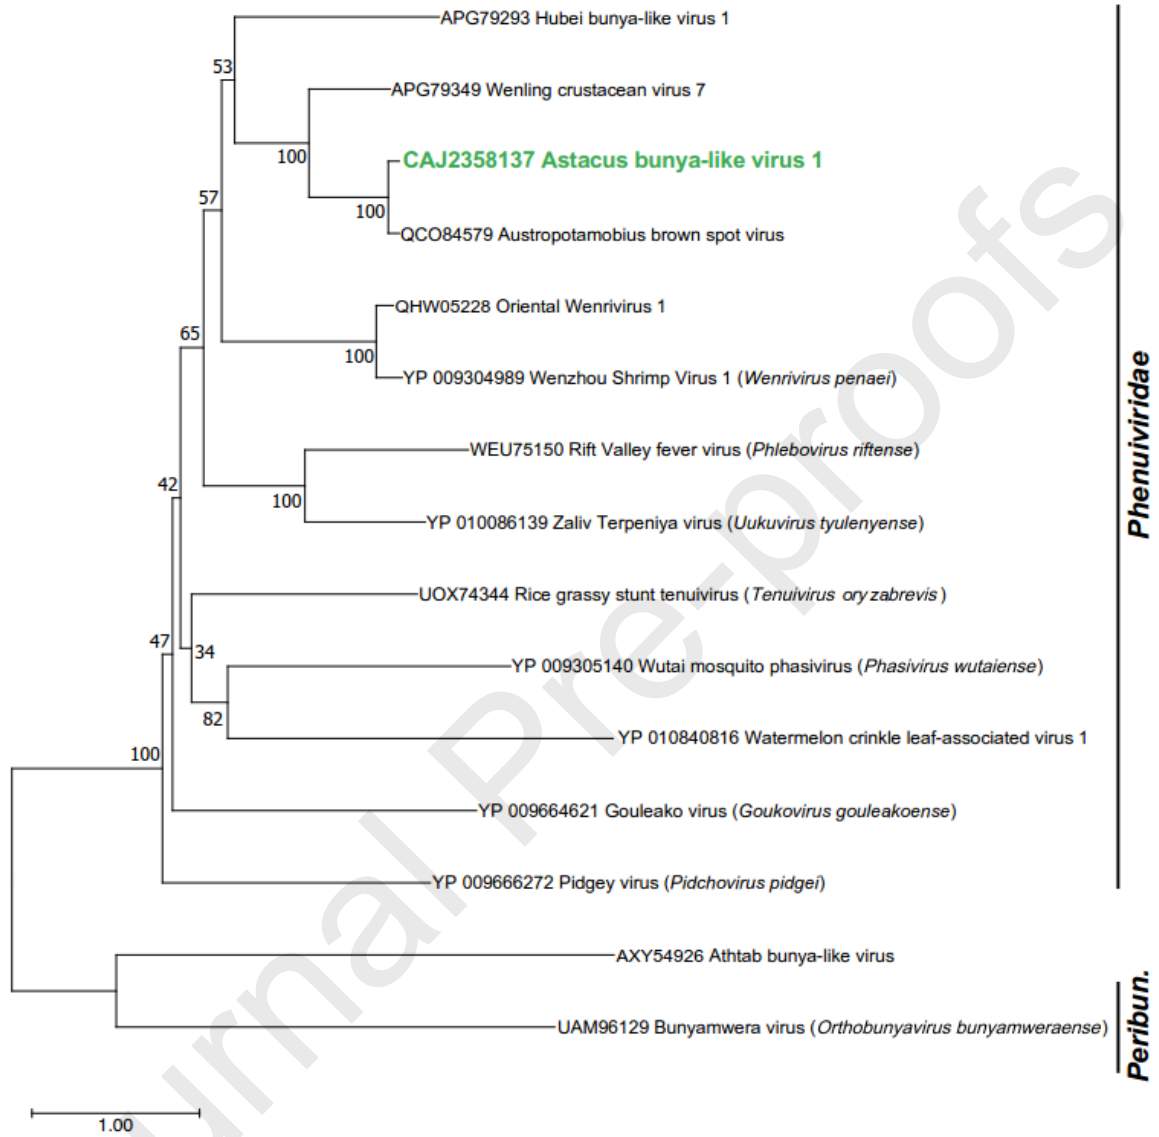 APG79293 Hubei bunya-like virus 1
53
APG79349 Wenling crustacean virus 7
100
CAJ2358137 Astacus bunya-like virus 1
57
100
QCO84579 Austropotamobius brown spot virus
QHW05228 Oriental Wenrivirus 1
65
100
YP 009304989 Wenzhou Shrimp Virus 1 (Wenrivirus penaei)
WEU75150 Rift Valley fever virus (Phlebovirus riftense)
42
100
YP 010086139 Zaliv Terpeniya virus (Uukuvirus tyulenyense)
UOX74344 Rice grassy stunt tenuivirus (Tenuivirus oryzabrevis)
47
34
YP 009305140 Wutai mosquito phasivirus (Phasivirus wutaiense)
82
YP 010840816 Watermelon crinkle leaf-associated virus 1
100
YP 009664621 Gouleako virus (Goukovirus gouleakoense)
YP 009666272 Pidgey virus (Pidchovirus pidgei)
Phenuiviridae
AXY54926 Athtab bunya-like virus
UAM96129 Bunyamwera virus (Orthobunyavirus bunyamweraense)
Peribun.
1.00
urnal Pre-proofs